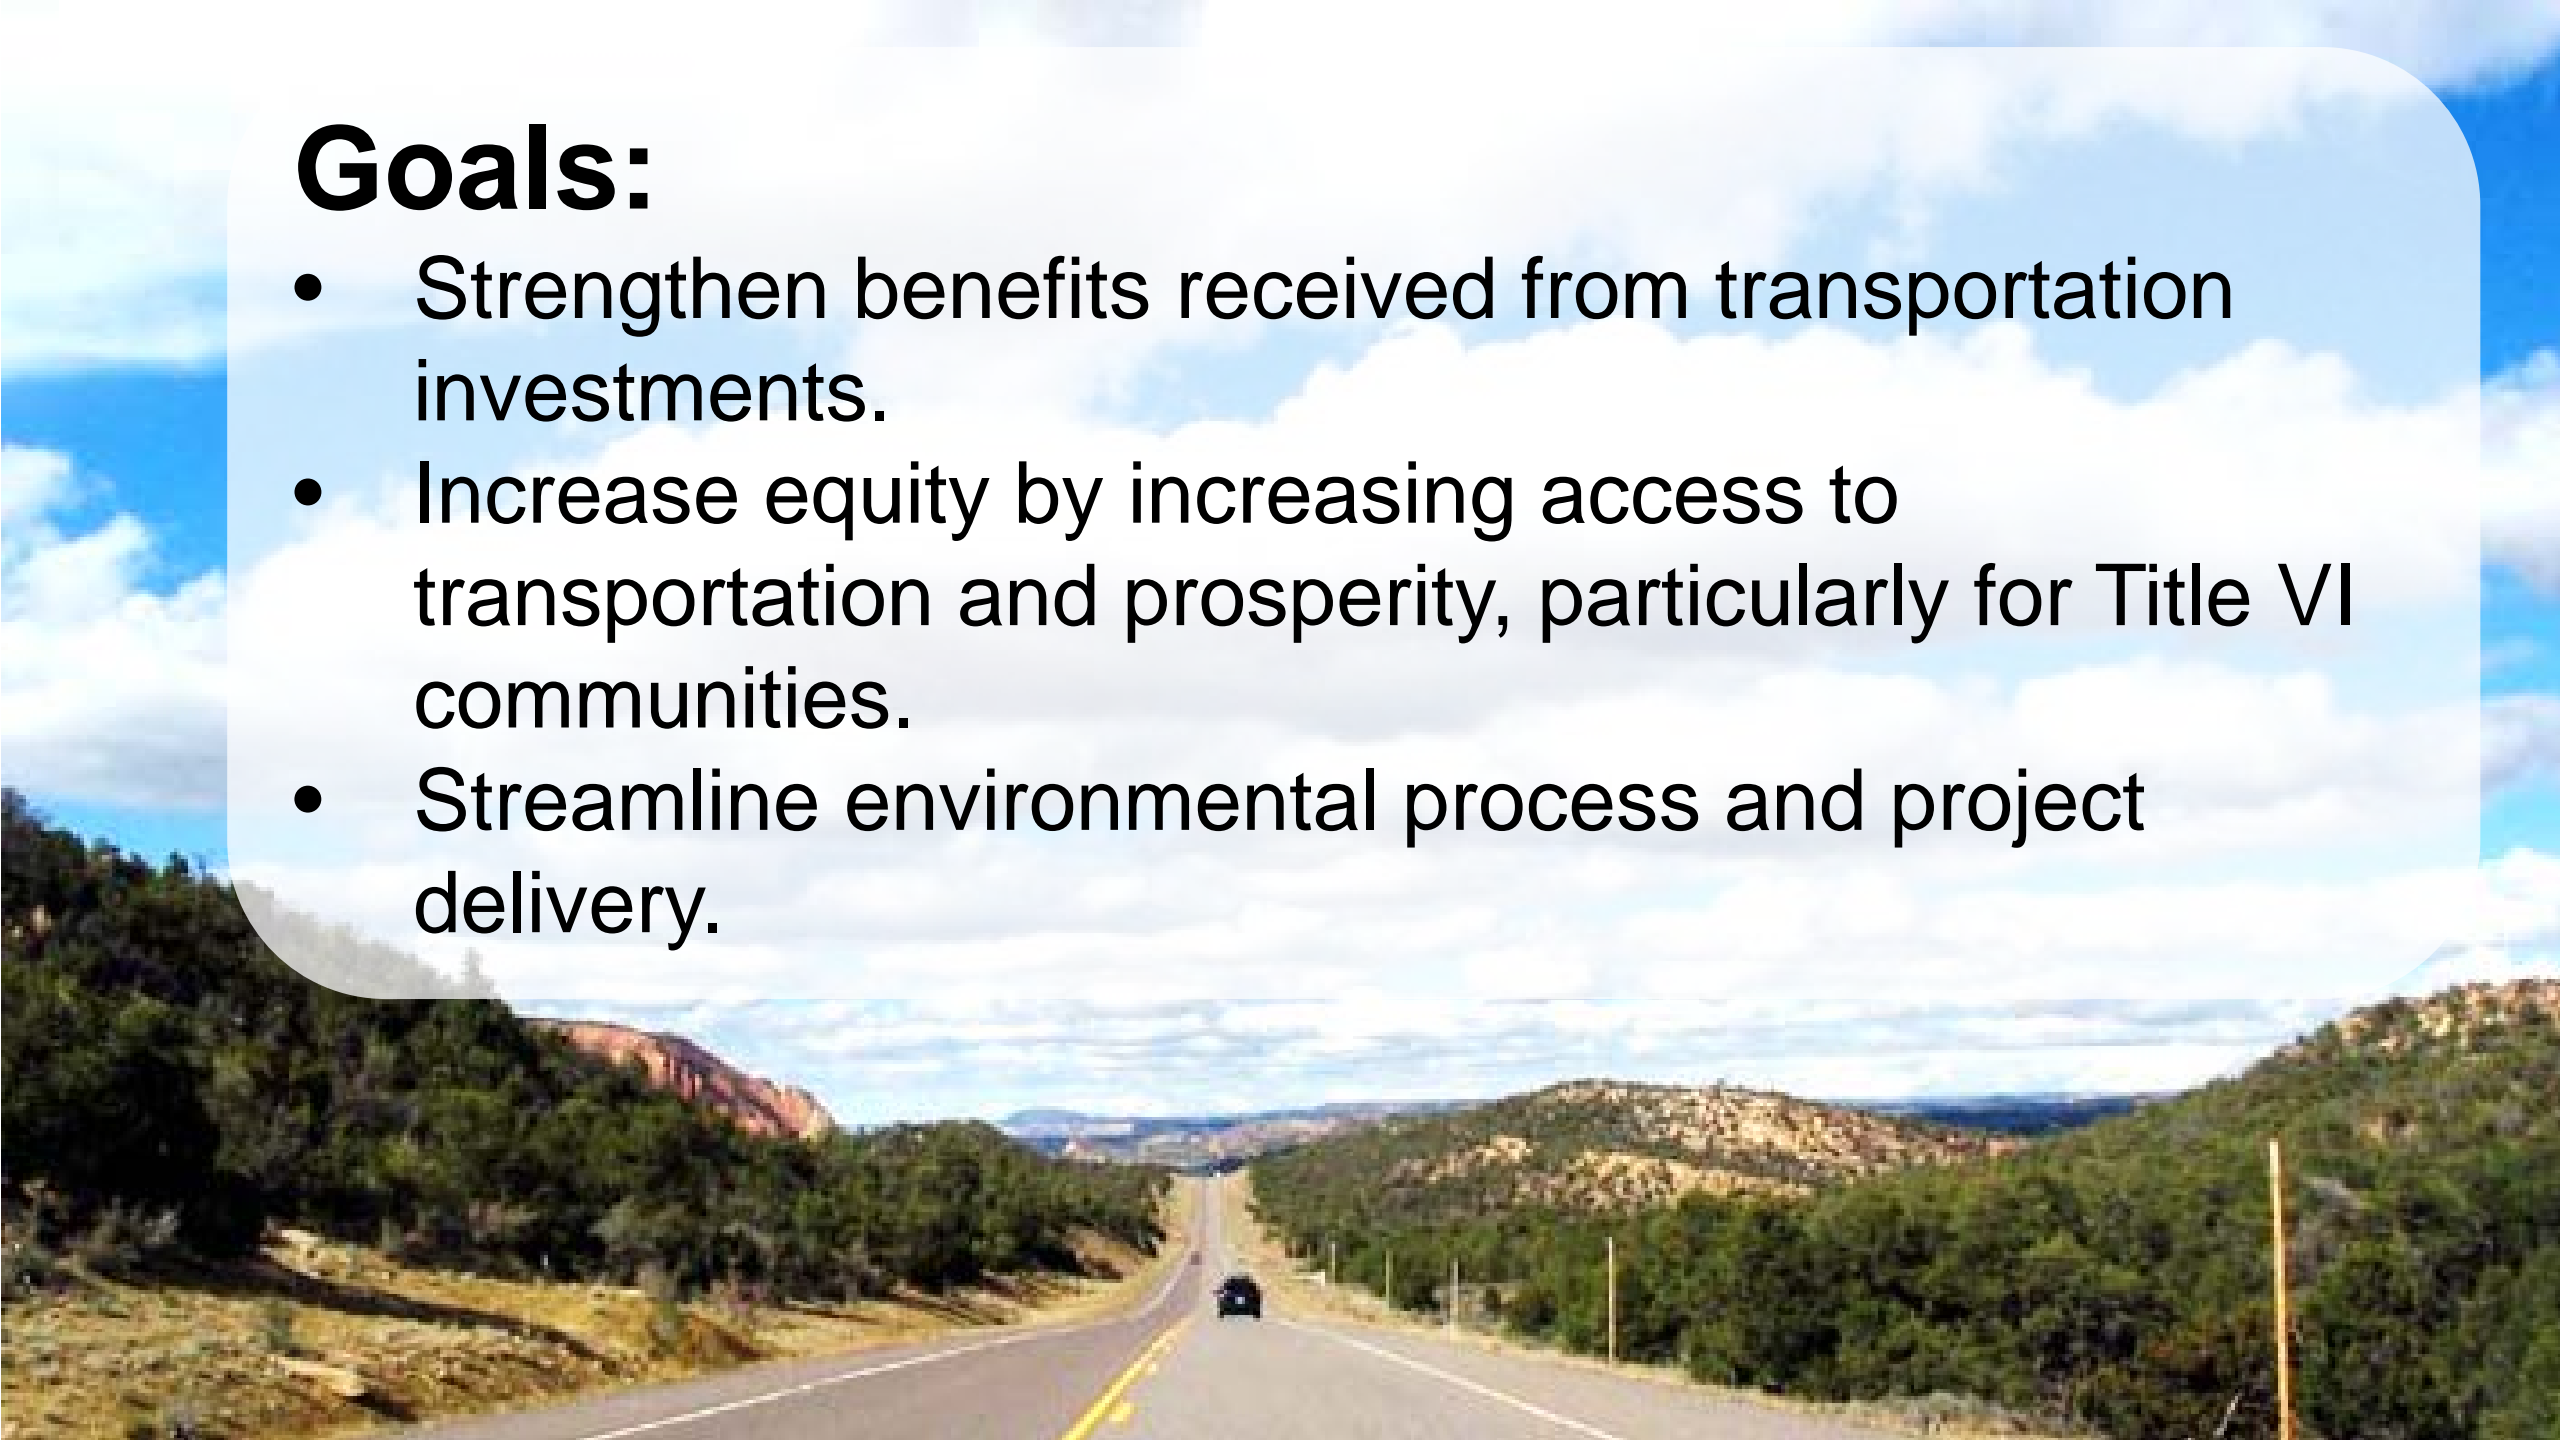 Goals:
• Strengthen benefits received from transportation
investments.
• Increase equity by increasing access to
transportation and prosperity, particularly for Title VI
communities.
• Streamline environmental process and project
delivery.